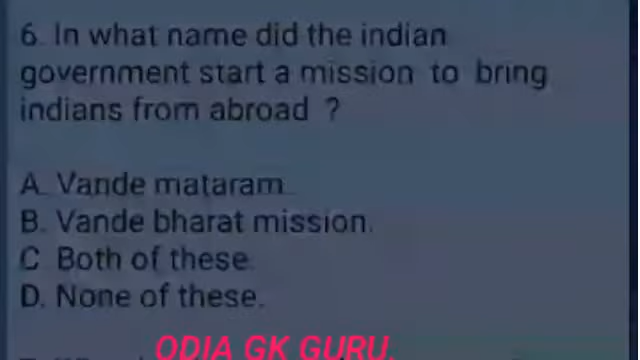 6. In what name did the indian
government start a mission to bring
indians from abroad ?
A. Vande mataram.
B. Vande bharat mission.
C. Both of these.
D. None of these.
ODIA GK GURU.